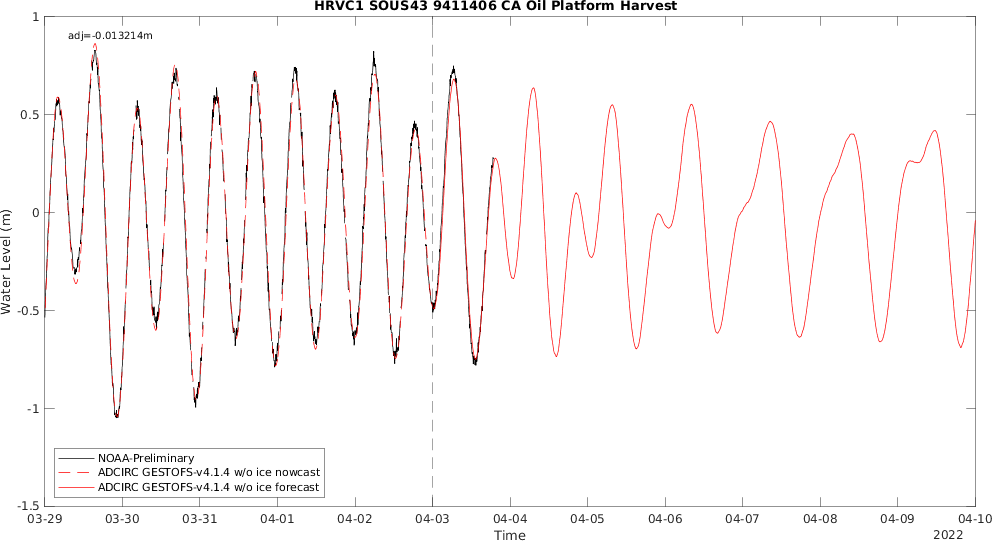 HRVC1 SOUS43 9411406 CA Oil Platform Harvest
adj=-0.013214m
1
0.5
0
-0.5
-1
-1.5
Water Level (m)
NOAA-Preliminary
ADCIRC GESTOFS-v4.1.4 w/o ice nowcast
ADCIRC GESTOFS-v4.1.4 w/o ice forecast
03-29 03-30 03-31 04-01 04-02 04-03 04-04 04-05 04-06 04-07 04-08 04-09 04-10
Time
2022